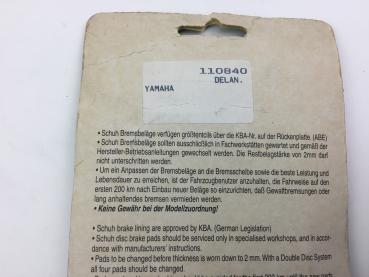 110840
DELAN.
YAMAHA
• Schuh Bremsbeläge verfügen größtenteils über die KBA-Nr. auf der Rückenplatte. (ABE)
• Schuh Bremsbeläge sollten ausschließlich in Fachwerkstätten gewartet und gemäß der
Hersteller-Betriebsanleitungen gewechselt werden. Die Restbelagstärke von 2mm darf
nicht unterschritten werden.
• Um ein Anpassen der Bremsbeläge an die Bremsscheibe sowie die beste Leistung und
Lebensdauer zu erreichen, ist der Fahrzeugbenutzer anzuhalten, die Fahrweise auf den
ersten 200 km nach Einbau neuer Beläge so einzurichten, daß Gewaltbremsungen oder
lang anhaltendes bremsen vermieden werden.
• Keine Gewähr bei der Modellzuordnung!
• Schuh brake lining are approved by KBA. (German Legislation)
• Schuh disc brake pads should be serviced only in specialised workshops, and in accor-
dance with manufacturers' instructions.
• Pads to be changed before thickness is worn down to 2 mm. With a Double Disc System
all four pads should be changed.